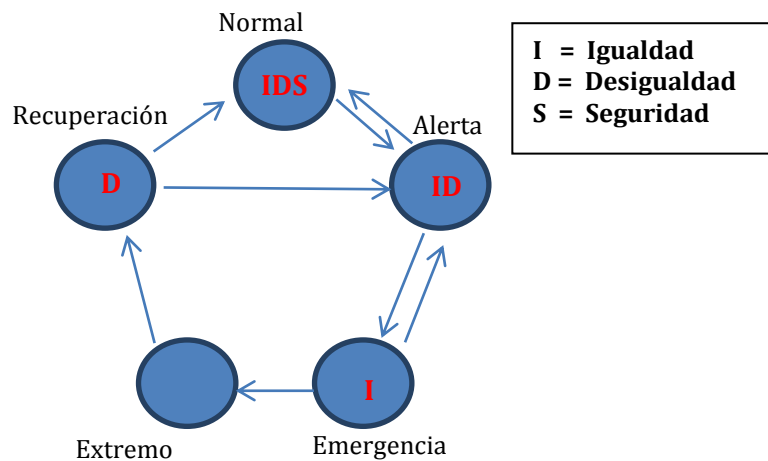 Normal
IDS
I = Igualdad
D = Desigualdad
S = Seguridad
Recuperación
Alerta
D
ID
I
Extremo
Emergencia